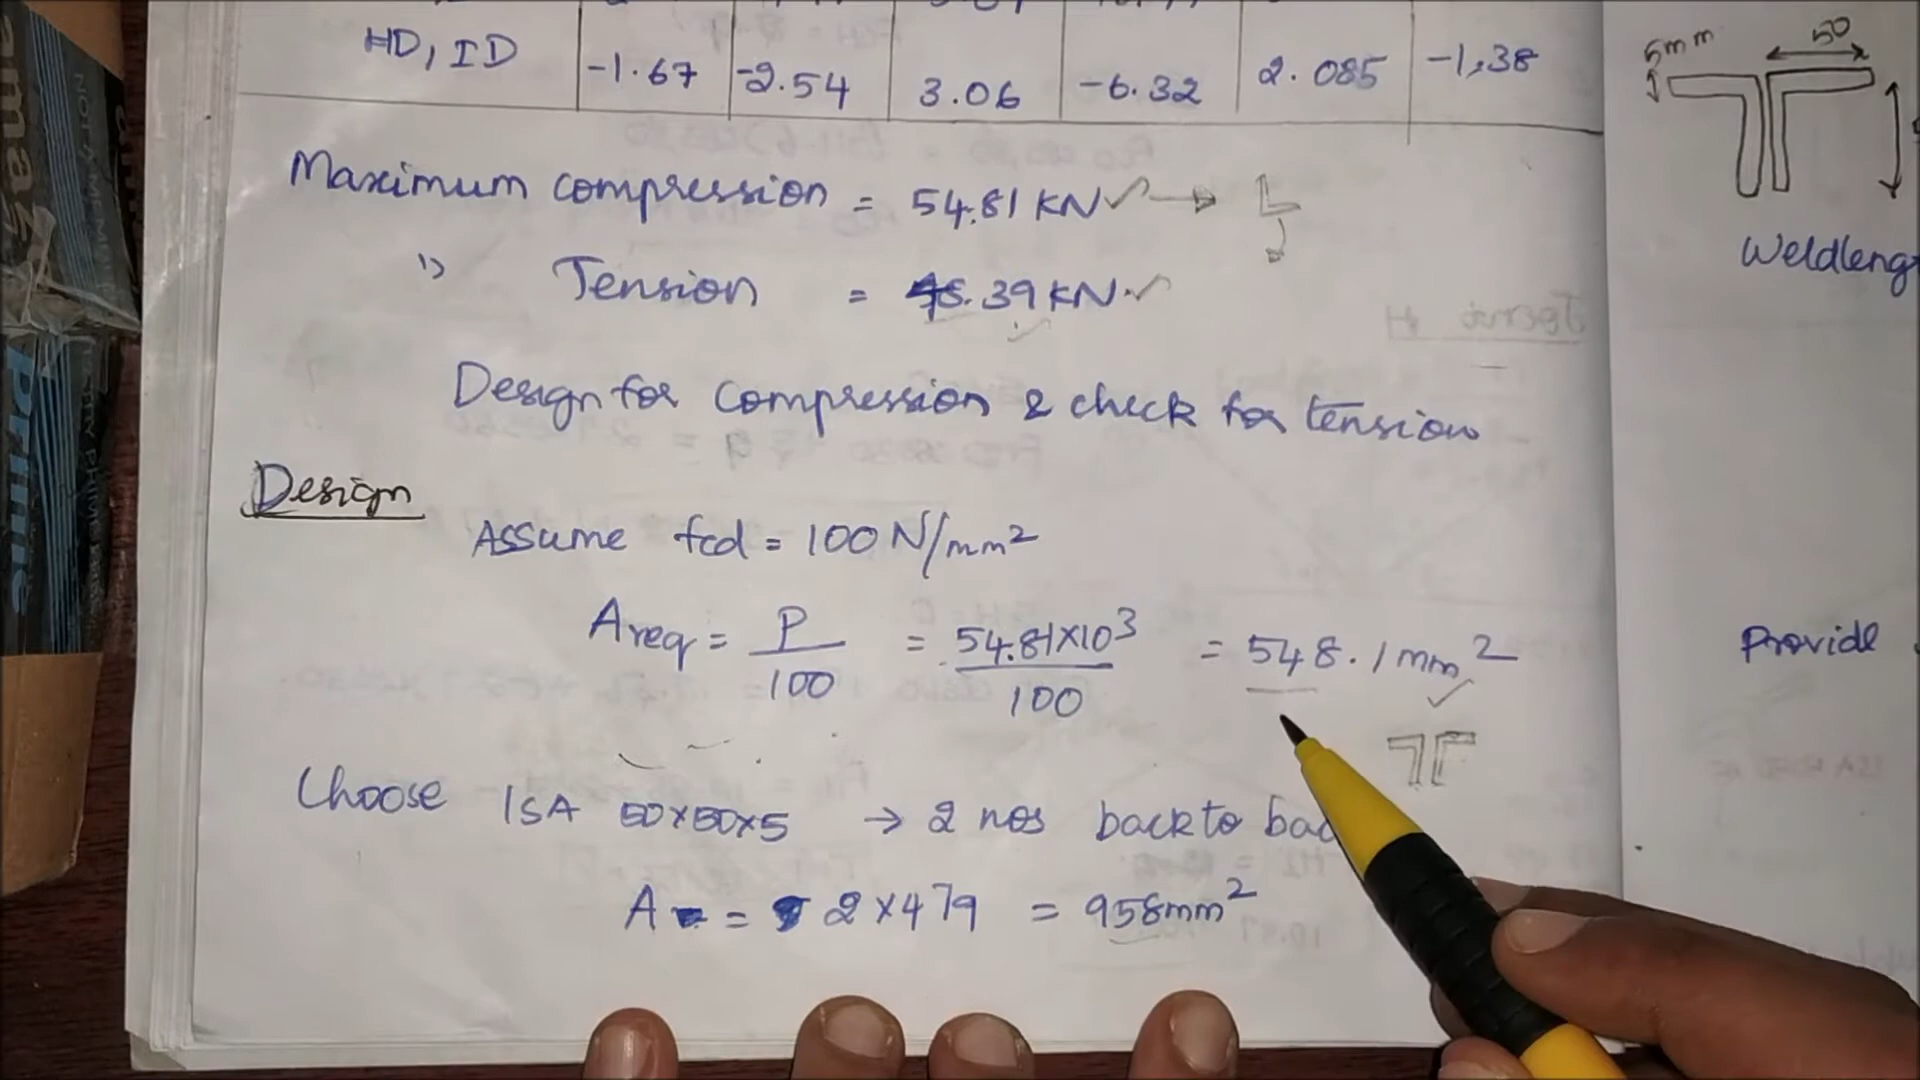 HD, ID -1.67 -2.54 3.06 -6.32 2.085 -1,38
Maximum compression = 54.81 KN
" Tension = 45.39 KN
Design for compression & check for tension
Design
Assume fcd = 100 N/mm2
Areq = P/100 = 54.81×10³/100 = 548.1 mm2
Choose ISA 50×50×5 → 2 nos back to bac
A = 2×479 = 958mm2
5mm 50
Weldleng
Provide
amaš
Prime